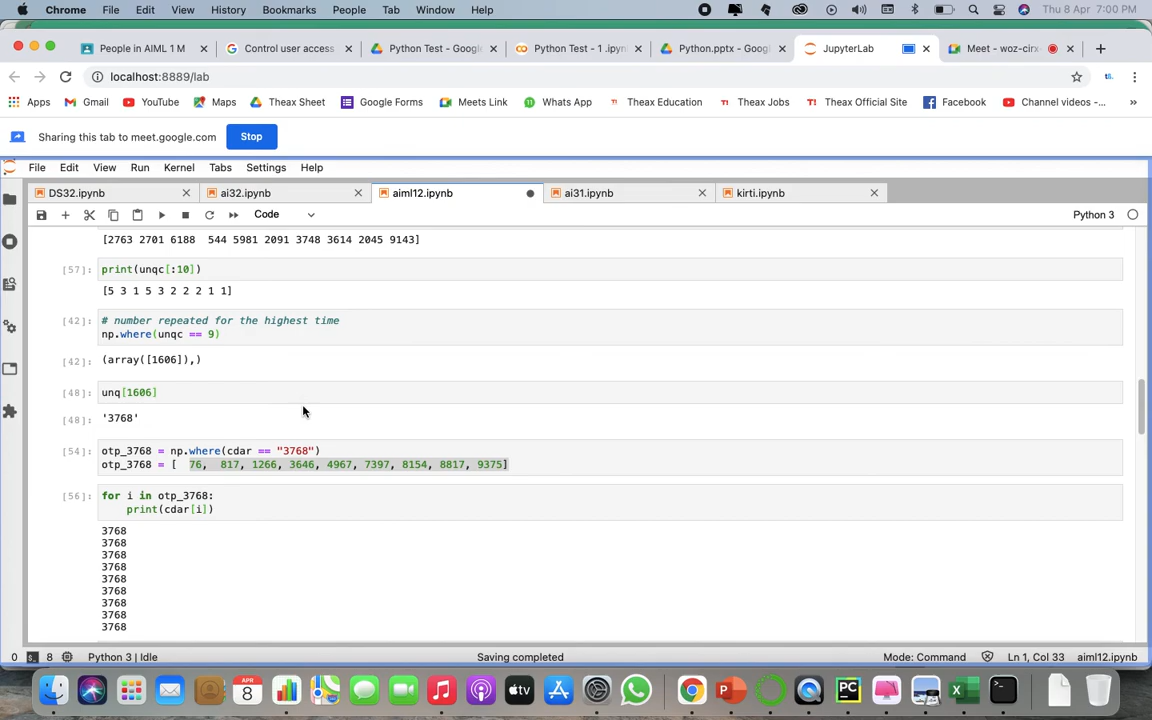 Chrome File Edit View History Bookmarks People Tab Window Help Thu 8 Apr 7:00 PM
People in AIML 1 M Control user access Python Test - Googl Python Test - 1 .ipyn Python.pptx - Googl JupyterLab Meet - woz-cirx
localhost:8889/lab
Apps Gmail YouTube Maps Theax Sheet Google Forms Meets Link Whats App Theax Education Theax Jobs Theax Official Site Facebook Channel videos -...
Sharing this tab to meet.google.com Stop
File Edit View Run Kernel Tabs Settings Help
DS32.ipynb ai32.ipynb aiml12.ipynb ai31.ipynb kirti.ipynb
Code Python 3
[2763 2701 6188 544 5981 2091 3748 3614 2045 9143]
[57]: print(unqc[:10])
[5 3 1 5 3 2 2 2 1 1]
[42]: # number repeated for the highest time
np.where(unqc == 9)
[42]: (array([1606]),)
[48]: unq[1606]
[48]: '3768'
[54]: otp_3768 = np.where(cdar == "3768")
otp_3768 = [ 76, 817, 1266, 3646, 4967, 7397, 8154, 8817, 9375]
[56]: for i in otp_3768:
print(cdar[i])
3768
3768
3768
3768
3768
3768
3768
3768
3768
0 8 Python 3 | Idle Saving completed Mode: Command Ln 1, Col 33 aiml12.ipynb